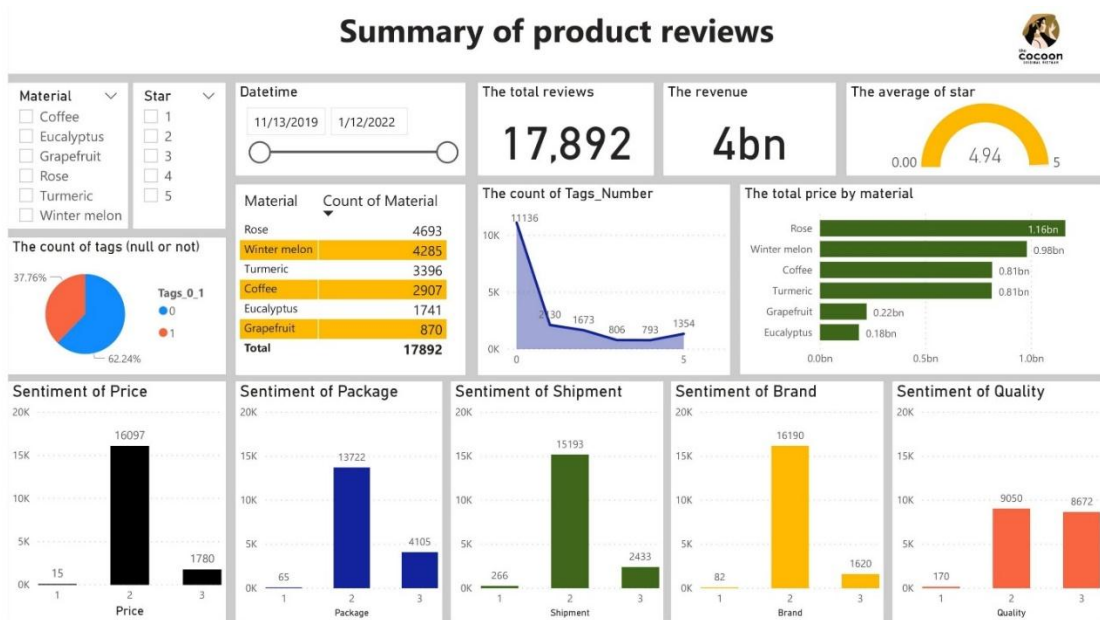 Summary of product reviews
the
cocoon
ORIGINAL VIETNAM
Material
Coffee
Eucalyptus
Grapefruit
Rose
Turmeric
Winter melon
Star
1
2
3
4
5
Datetime
11/13/2019 1/12/2022
The total reviews
17,892
The revenue
4bn
The average of star
0.00 4.94 5
The count of tags (null or not)
37.76%
62.24%
Tags_0_1
0
1
Material Count of Material
Rose 4693
Winter melon 4285
Turmeric 3396
Coffee 2907
Eucalyptus 1741
Grapefruit 870
Total 17892
The count of Tags_Number
11136
10K
5K
2130 1673 806 793 1354
0K
0 5
The total price by material
Rose 1.16bn
Winter melon 0.98bn
Coffee 0.81bn
Turmeric 0.81bn
Grapefruit 0.22bn
Eucalyptus 0.18bn
0.0bn 0.5bn 1.0bn
Sentiment of Price
20K
16097
15K
10K
5K
1780
0K 15
1 2 3
Price
Sentiment of Package
20K
13722
15K
10K
5K
4105
0K 65
1 2 3
Package
Sentiment of Shipment
20K
15193
15K
10K
5K
2433
0K 266
1 2 3
Shipment
Sentiment of Brand
20K
16190
15K
10K
5K
1620
0K 82
1 2 3
Brand
Sentiment of Quality
20K
15K
10K
9050 8672
5K
0K 170
1 2 3
Quality